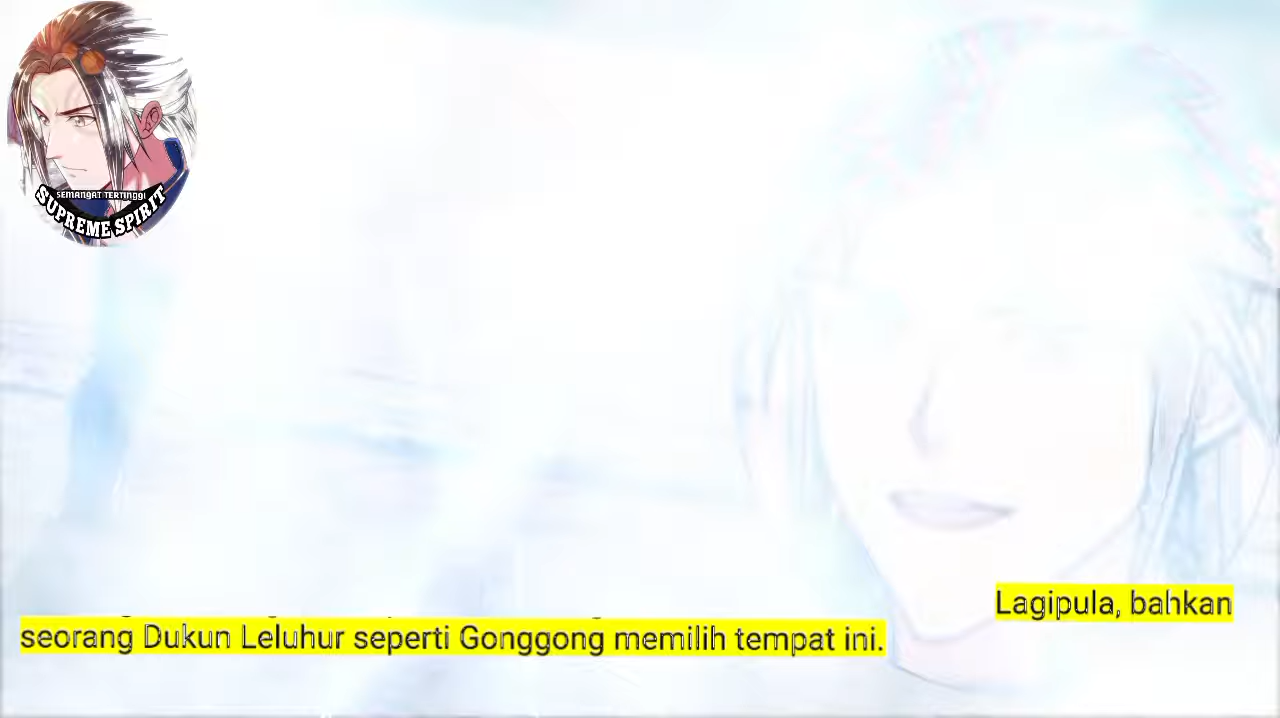 SEMANGAT TERTINGGI
SUPREME SPIRIT
Lagipula, bahkan
seorang Dukun Leluhur seperti Gonggong memilih tempat ini.